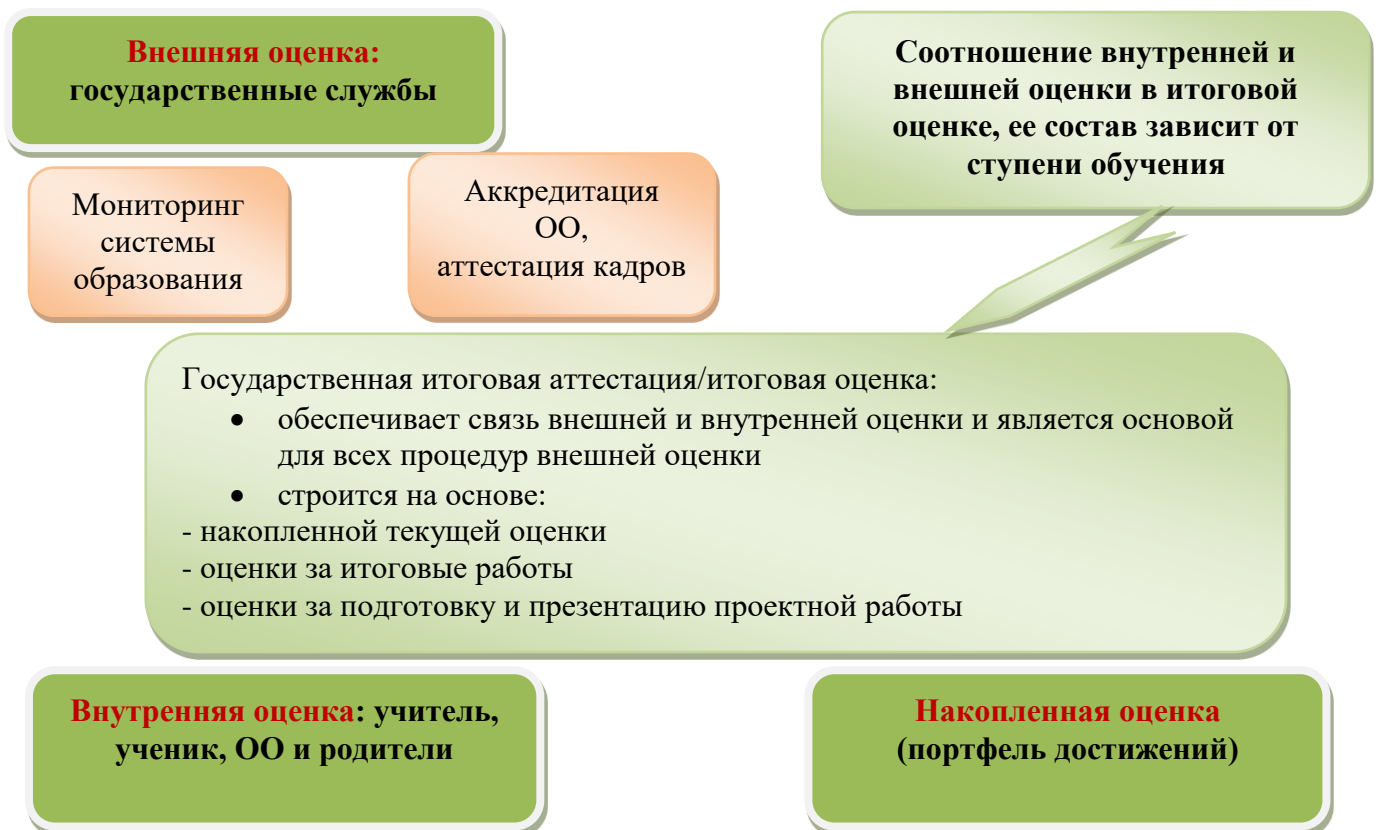 Внешняя оценка:
государственные службы
Соотношение внутренней и
внешней оценки в итоговой
оценке, ее состав зависит от
ступени обучения
Мониторинг
системы
образования
Аккредитация
ОО,
аттестация кадров
Государственная итоговая аттестация/итоговая оценка:
• обеспечивает связь внешней и внутренней оценки и является основой
для всех процедур внешней оценки
• строится на основе:
- накопленной текущей оценки
- оценки за итоговые работы
- оценки за подготовку и презентацию проектной работы
Внутренняя оценка: учитель,
ученик, ОО и родители
Накопленная оценка
(портфель достижений)